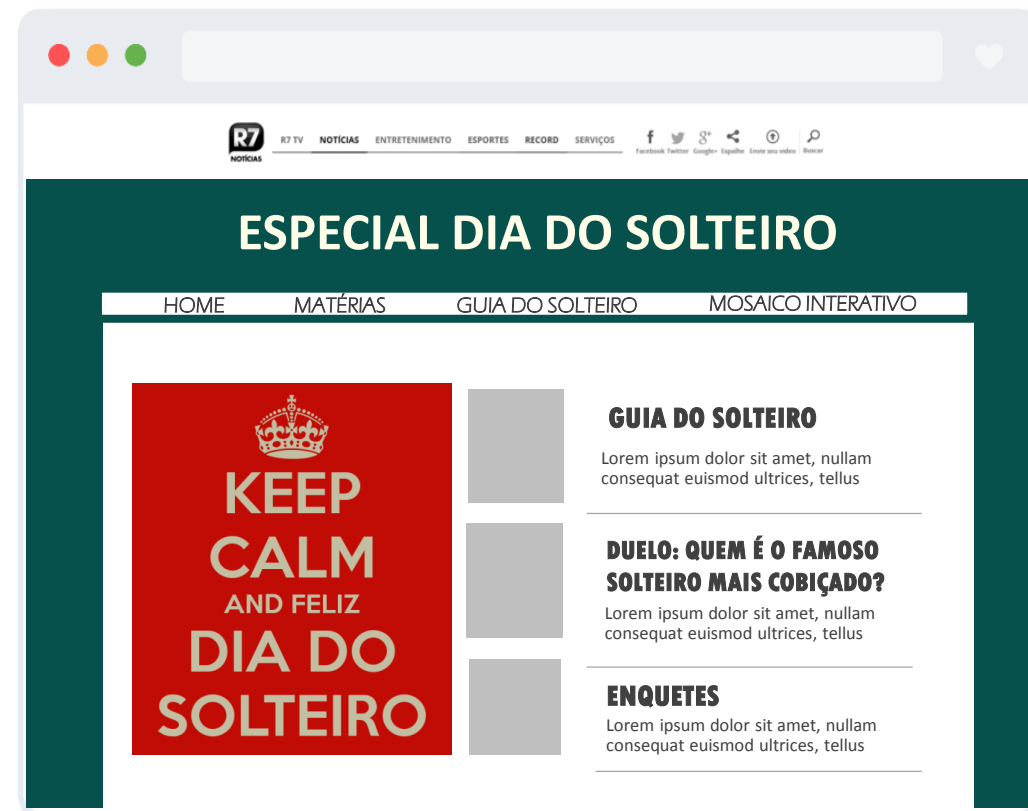 R7
NOTÍCIAS
R7 TV NOTÍCIAS ENTRETENIMENTO ESPORTES RECORD SERVIÇOS
f g+
Facebook Twitter Google+ Espalhe Envie seu vídeo Buscar
ESPECIAL DIA DO SOLTEIRO
HOME MATÉRIAS GUIA DO SOLTEIRO MOSAICO INTERATIVO
KEEP
CALM
AND FELIZ
DIA DO
SOLTEIRO
GUIA DO SOLTEIRO
Lorem ipsum dolor sit amet, nullam
consequat euismod ultrices, tellus
DUELO: QUEM É O FAMOSO
SOLTEIRO MAIS COBIÇADO?
Lorem ipsum dolor sit amet, nullam
consequat euismod ultrices, tellus
ENQUETES
Lorem ipsum dolor sit amet, nullam
consequat euismod ultrices, tellus